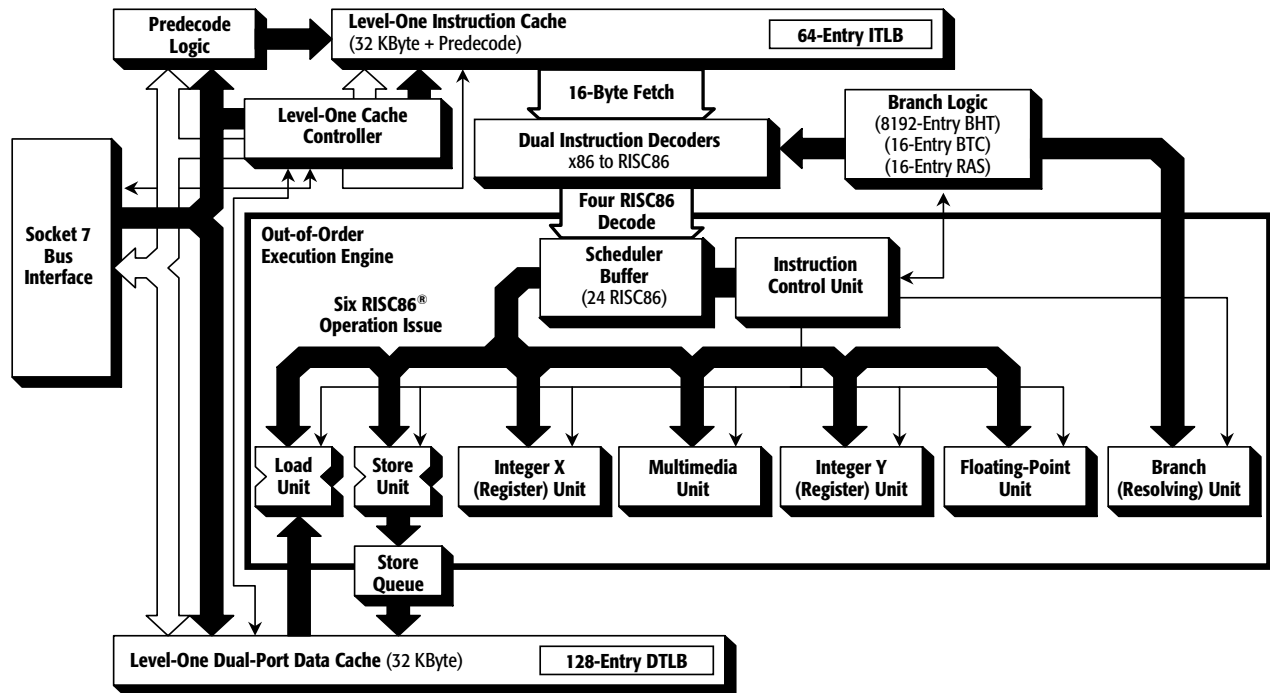 Predecode
Logic
Level-One Instruction Cache
(32 KByte + Predecode)
64-Entry ITLB
16-Byte Fetch
Level-One Cache
Controller
Dual Instruction Decoders
x86 to RISC86
Branch Logic
(8192-Entry BHT)
(16-Entry BTC)
(16-Entry RAS)
Four RISC86
Decode
Socket 7
Bus
Interface
Out-of-Order
Execution Engine
Scheduler
Buffer
(24 RISC86)
Instruction
Control Unit
Six RISC86®
Operation Issue
Load
Unit
Store
Unit
Integer X
(Register) Unit
Multimedia
Unit
Integer Y
(Register) Unit
Floating-Point
Unit
Branch
(Resolving) Unit
Store
Queue
Level-One Dual-Port Data Cache (32 KByte)
128-Entry DTLB